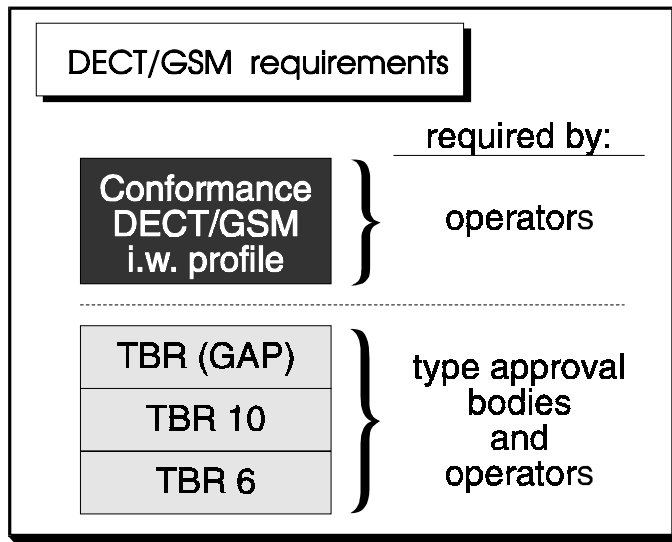 DECT/GSM requirements
required by:
Conformance
DECT/GSM
i.w. profile
operators
TBR (GAP)
TBR 10
TBR 6
type approval
bodies
and
operators